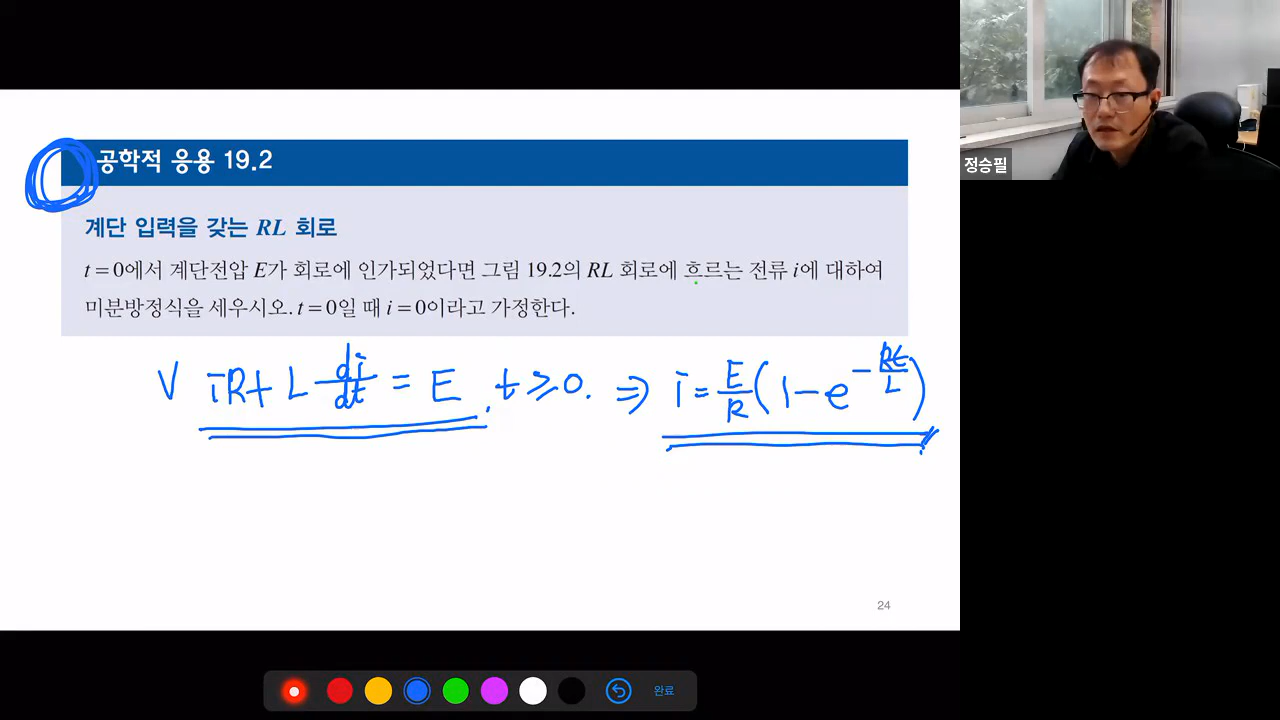 공학적 응용 19.2
계단 입력을 갖는 RL 회로
t = 0에서 계단전압 E가 회로에 인가되었다면 그림 19.2의 RL 회로에 흐르는 전류 i에 대하여
미분방정식을 세우시오. t = 0일 때 i = 0이라고 가정한다.
√ iR + L di/dt = E, t ≥ 0. ⇒ i = E/R (1 - e^{-Rt/L})
24
정승필
완료